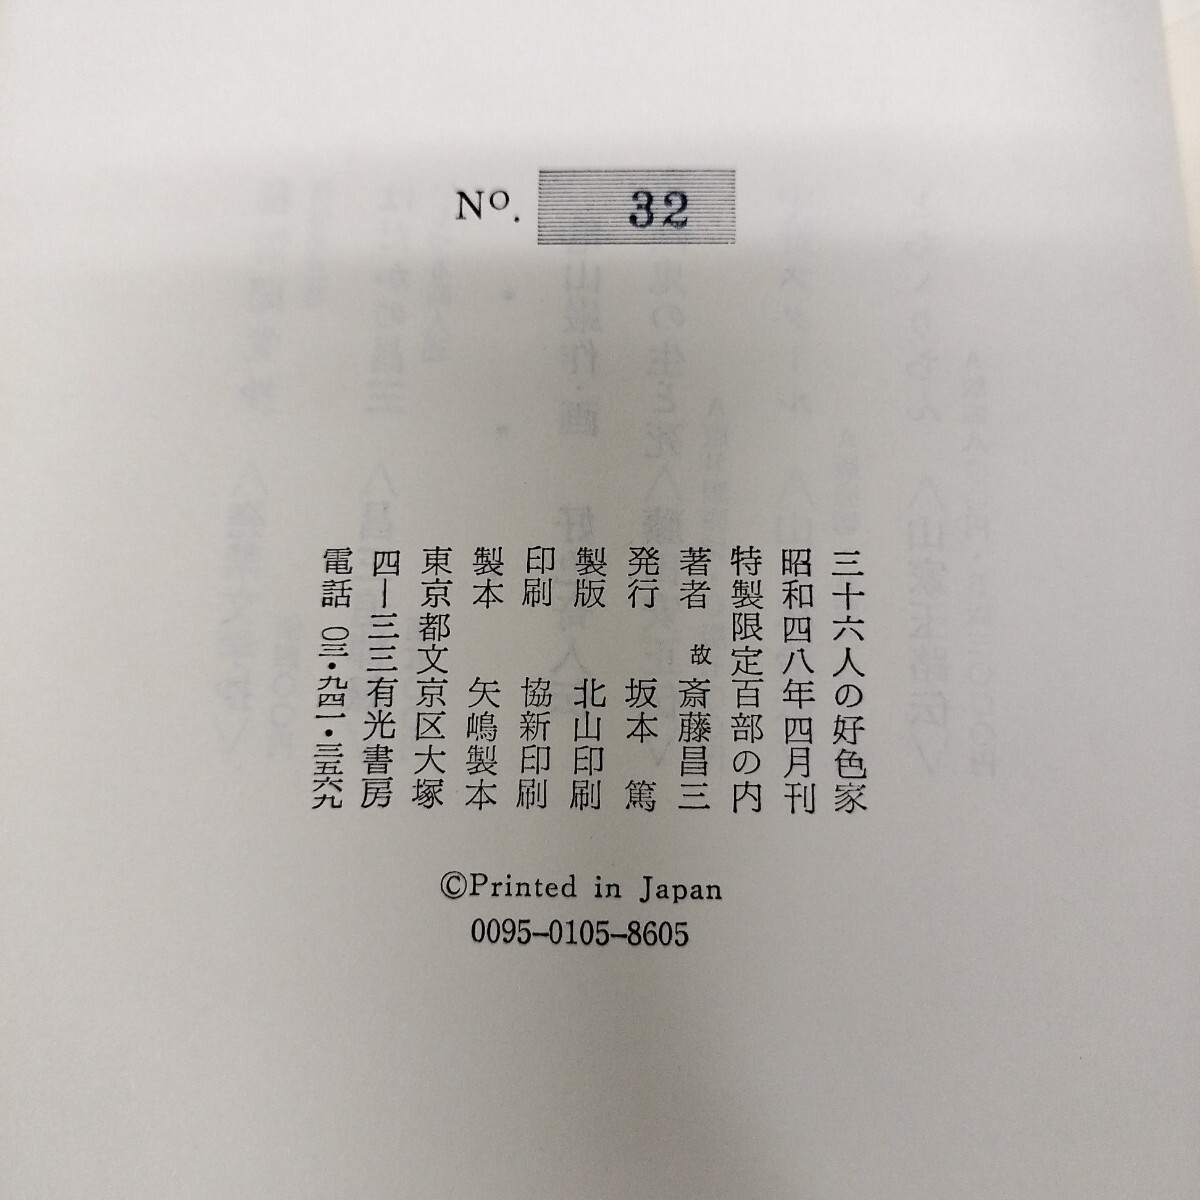 No. 32
三十六人の好色家
昭和四八年四月刊
特製限定百部の内
著者 故 斎藤昌三
発行 坂本 篤
製版 北山印刷
印刷 協新印刷
製本 矢嶋製本
東京都文京区大塚
四ー三三有光書房
電話 〇三・九四一・三五六九
©Printed in Japan
0095-0105-8605